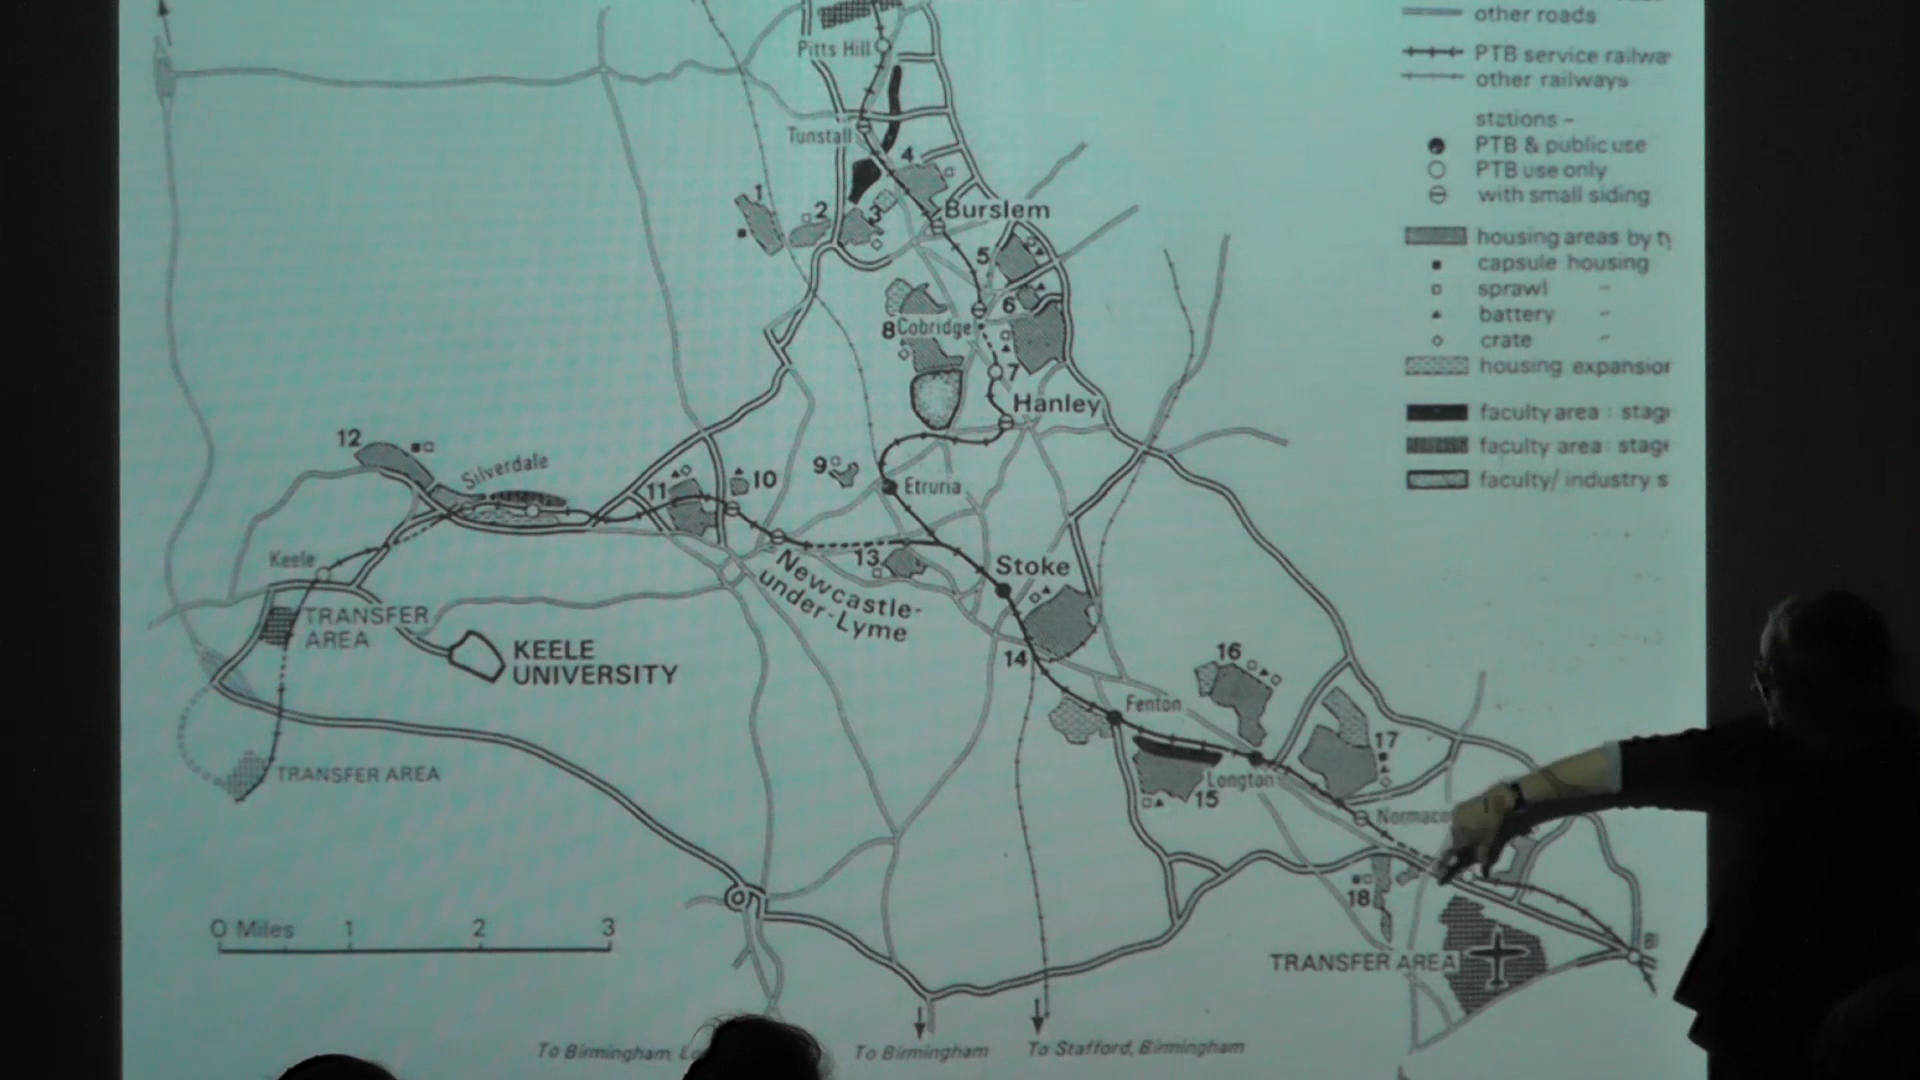 other roads
PTB service railwa
other railways
stations -
PTB & public use
PTB use only
with small siding
housing areas by ty
capsule housing
sprawl "
battery "
crate "
housing expansion
faculty area : stag
faculty area : stage
faculty/industry s
Pitts Hill
Tunstall
4
1
2
3
Burslem
5
6
8 Cobridge
7
Hanley
12
Silverdale
11
10
9
Etruria
Keele
13
Stoke
Newcastle-
under-Lyme
TRANSFER
AREA
KEELE
UNIVERSITY
14
16
Fenton
17
TRANSFER AREA
Longton
15
Normaco
18
0 Miles 1 2 3
TRANSFER AREA
B
To Birmingham, Lo
To Birmingham
To Stafford, Birmingham